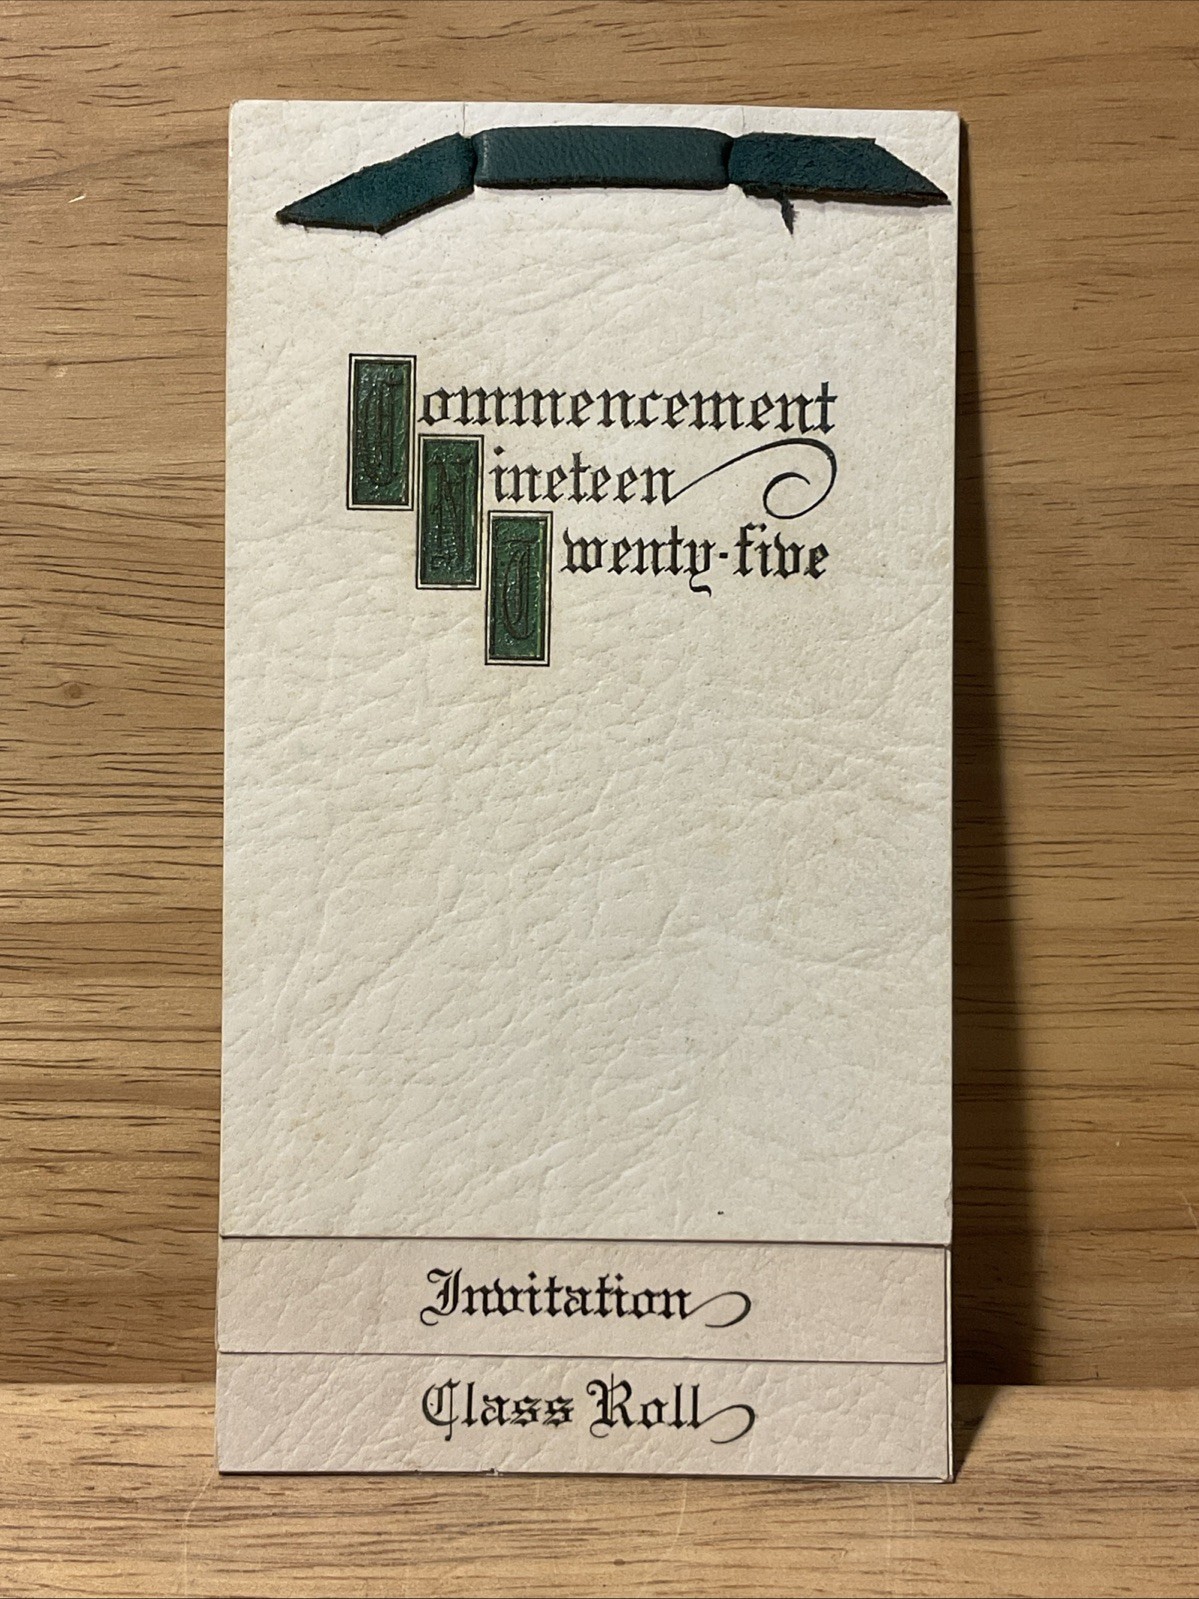 Commencement
Nineteen
Twenty-five
Invitation
Class Roll